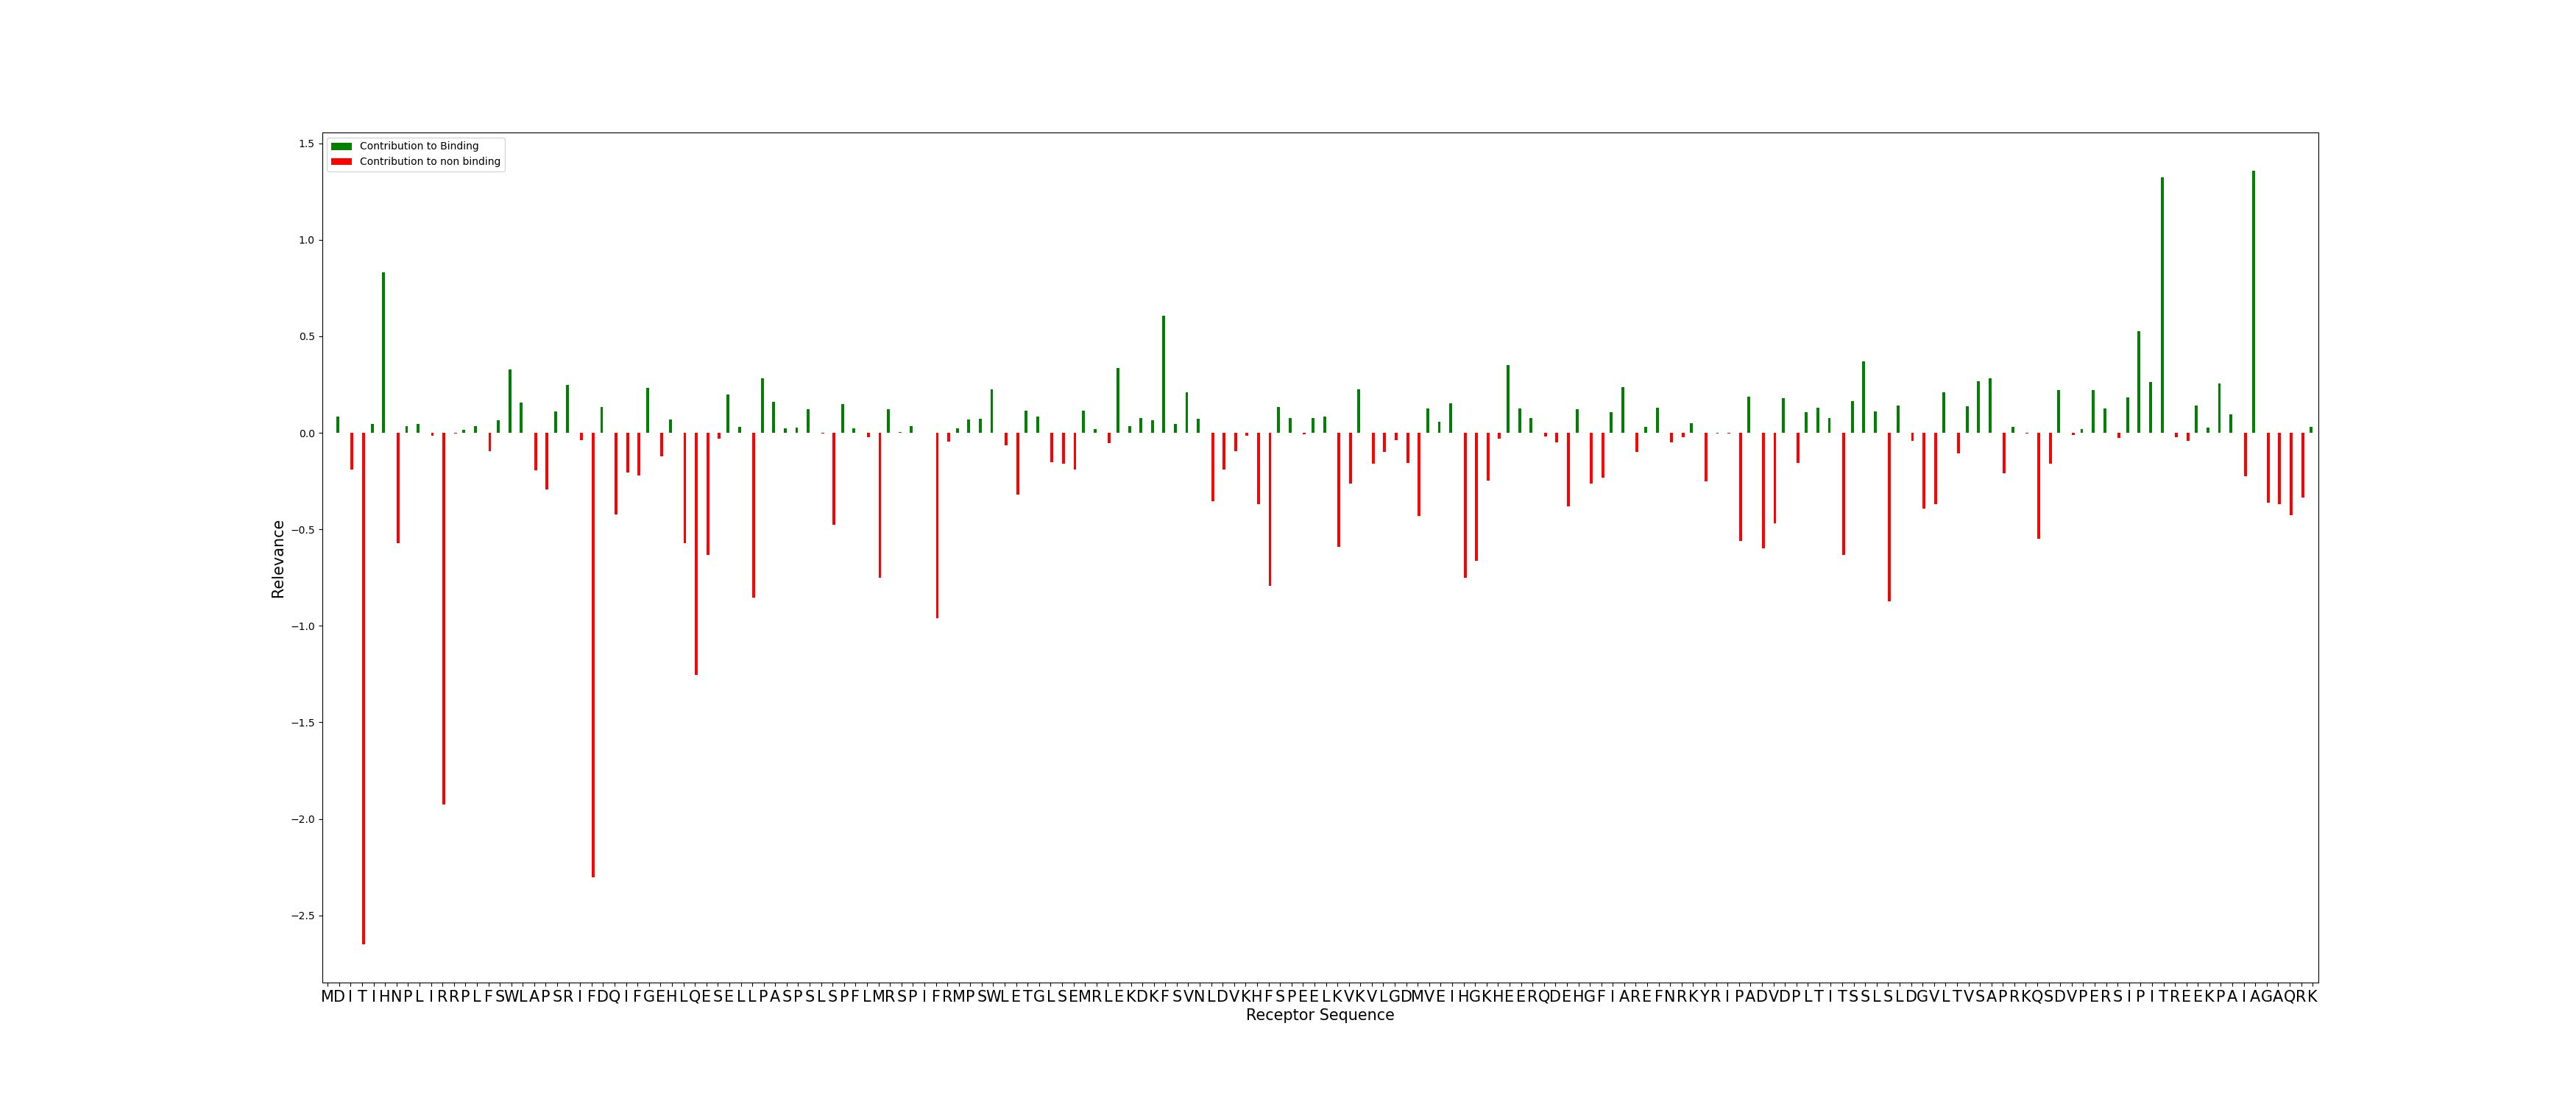 1.5
1.0
0.5
0.0
−0.5
−1.0
−1.5
−2.0
−2.5
Relevance
Contribution to Binding
Contribution to non binding
MDITIHNPLIRRPLFSWLAPSRIFDQIFGEHLQESELLPASPSLSPFLMRSPIFRMPSWLETGLSEMRLEKDKFSVNLDVKHFSPEELKVKVLGDMVEIHGKHEERQDEHGFIAREFNRKYRIPADVDPLTITSSLSLDGVLTVSAPRKQSDVPERSIPITREEKPAIAGAQRK
Receptor Sequence